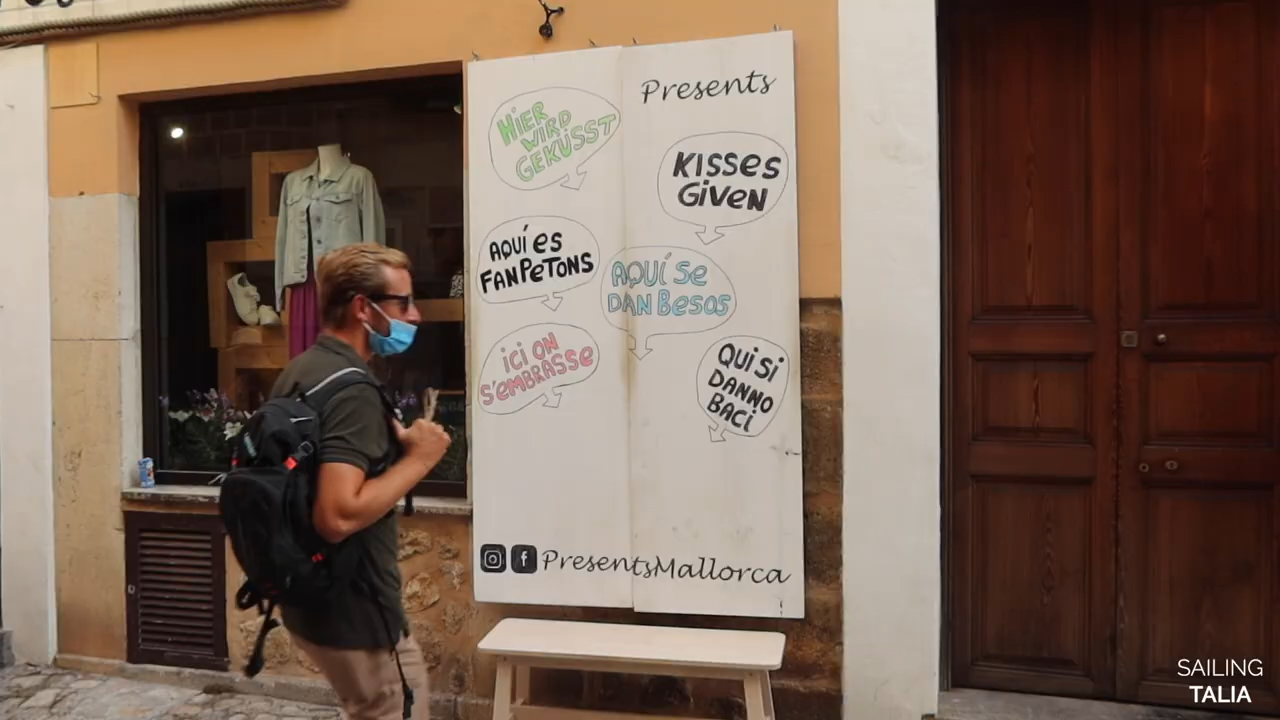 Presents
HIER
WIRD
GEKÜSST
KISSES
GIVEN
AQUÍ ES
FAN PETONS
AQUÍ SE
DAN BESOS
ICI ON
S'EMBRASSE
QUI SI
DANNO
BACI
PresentsMallorca
SAILING
TALIA